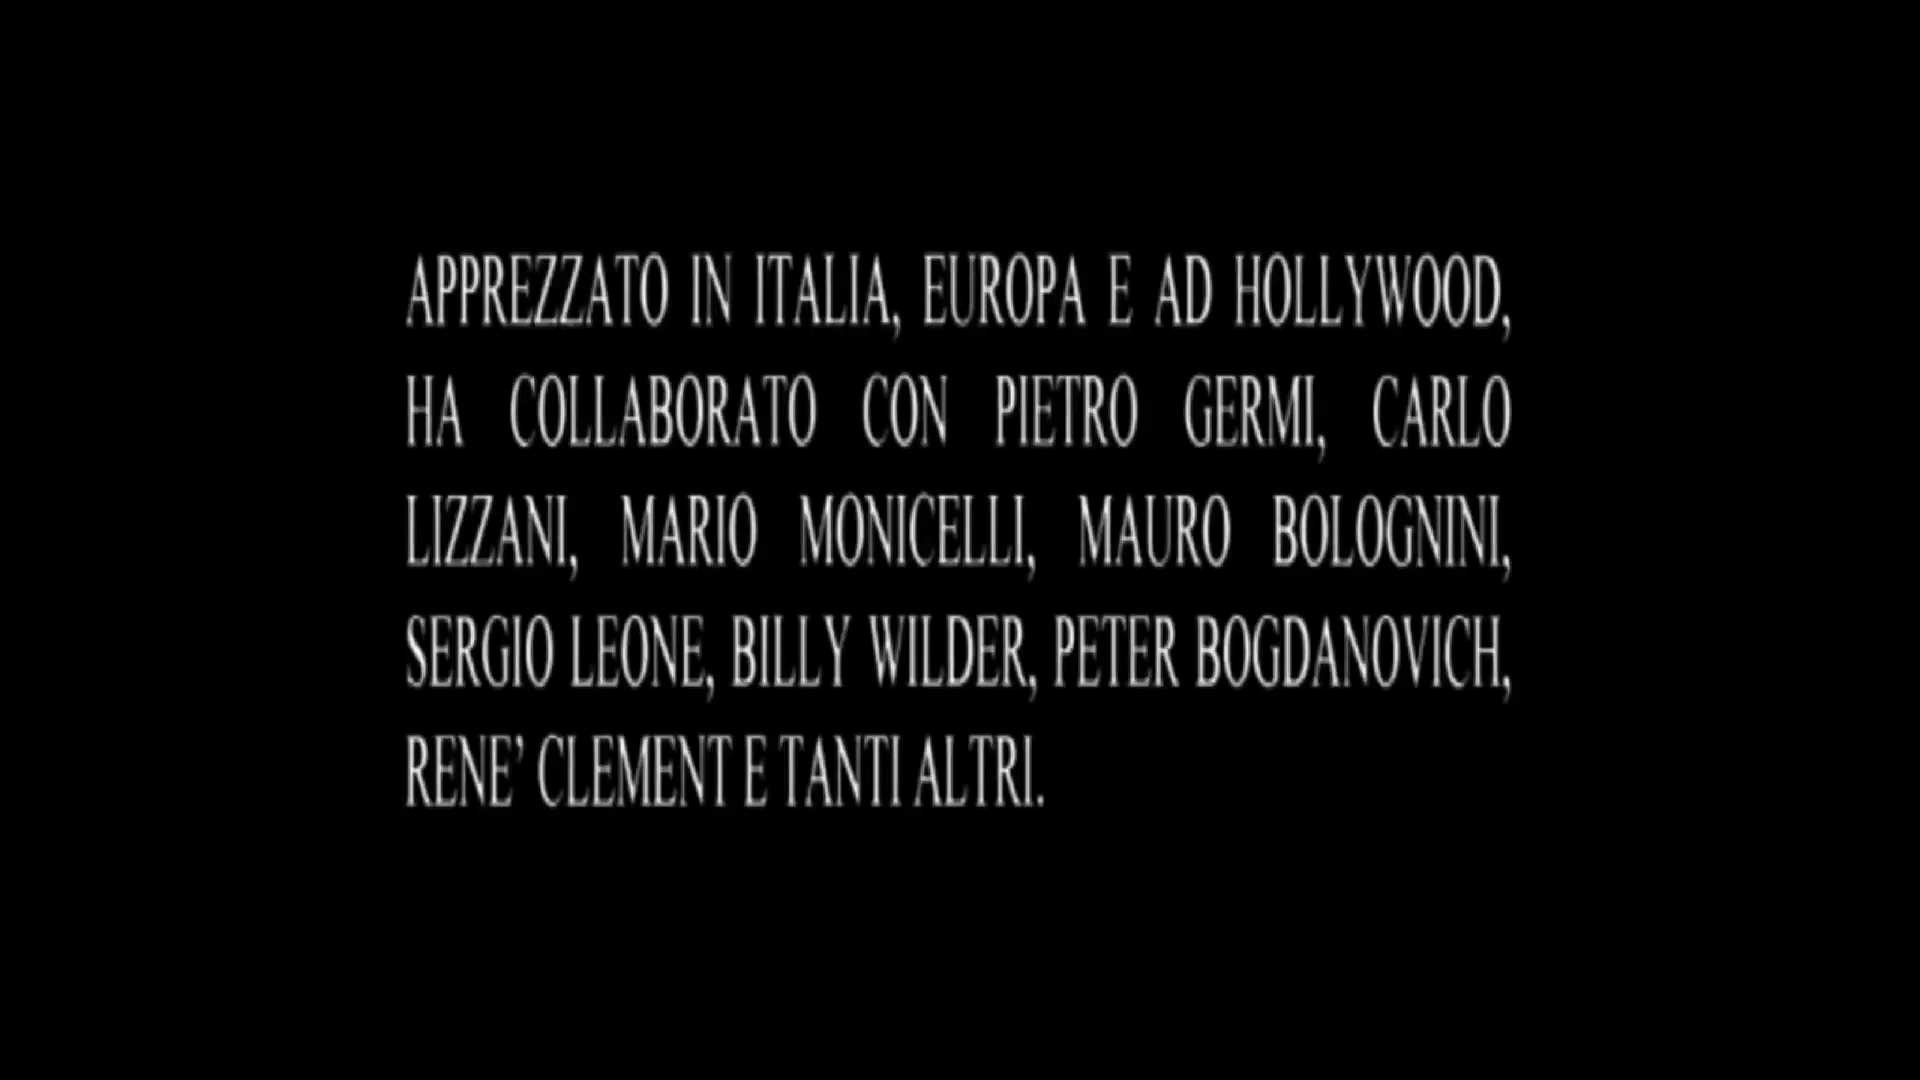 APPREZZATO IN ITALIA, EUROPA E AD HOLLYWOOD,
HA COLLABORATO CON PIETRO GERMI, CARLO
LIZZANI, MARIO MONICELLI, MAURO BOLOGNINI,
SERGIO LEONE, BILLY WILDER, PETER BOGDANOVICH,
RENE’ CLEMENT E TANTI ALTRI.